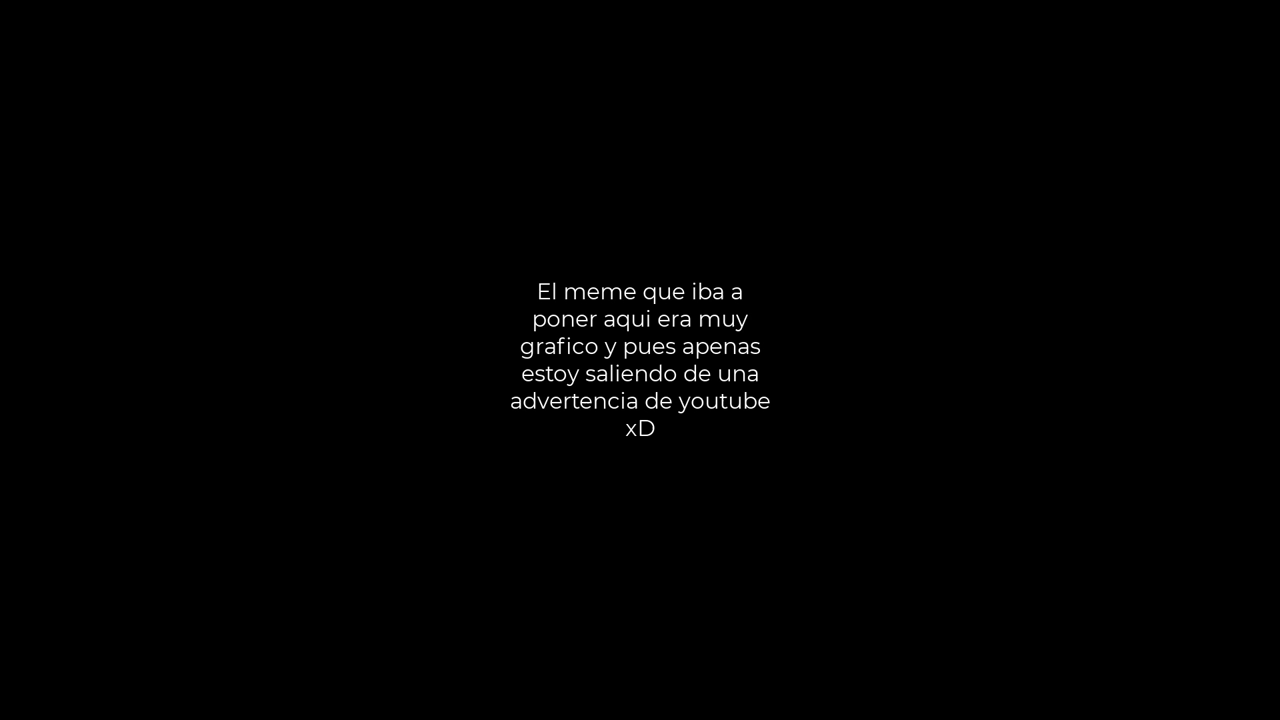 El meme que iba a
poner aqui era muy
grafico y pues apenas
estoy saliendo de una
advertencia de youtube
xD